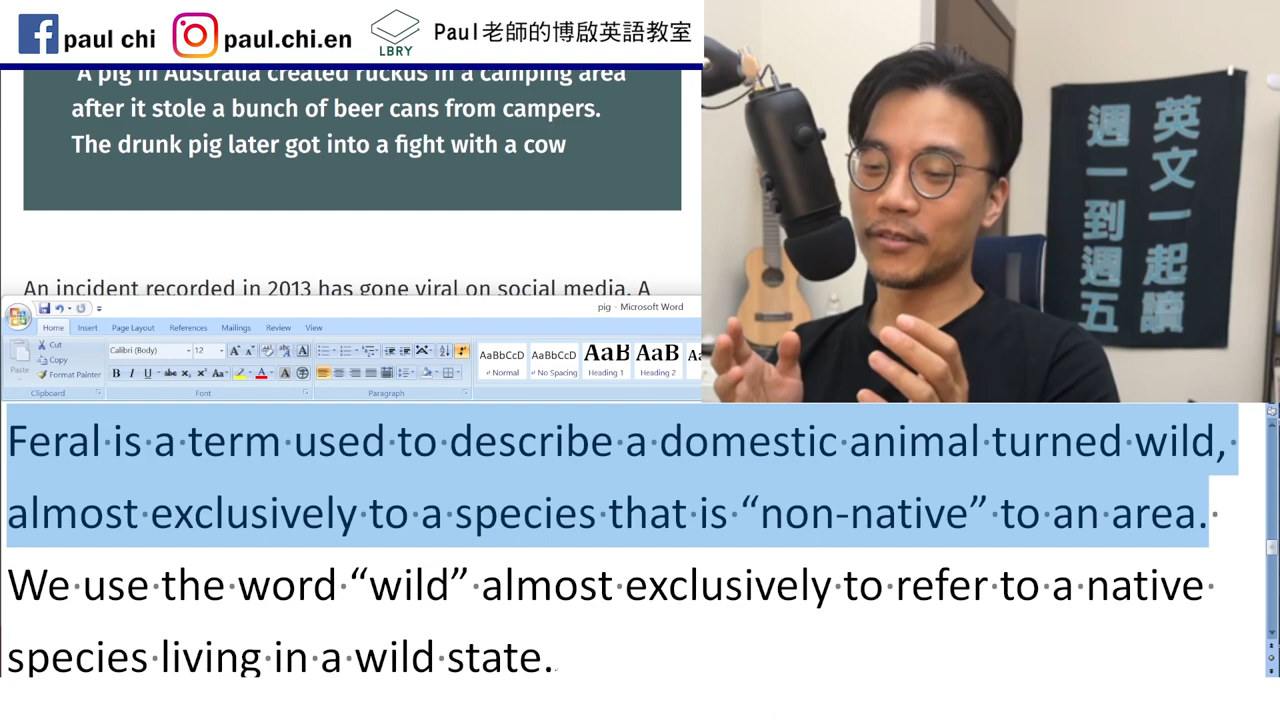 paul chi
paul.chi.en
LBRY
Paul老師的博啟英語教室
A pig in Australia created ruckus in a camping area
after it stole a bunch of beer cans from campers.
The drunk pig later got into a fight with a cow
An incident recorded in 2013 has gone viral on social media. A
pig - Microsoft Word
Home Insert Page Layout References Mailings Review View
Paste
Cut
Copy
Format Painter
Clipboard
Calibri (Body) 12
Font
Paragraph
AaBbCcD AaBbCcD AaBb AaBb
Normal No Spacing Heading 1 Heading 2
英文一起讀
週一到週五
Feral is a term used to describe a domestic animal turned wild,
almost exclusively to a species that is “non-native” to an area.
We use the word “wild” almost exclusively to refer to a native
species living in a wild state.